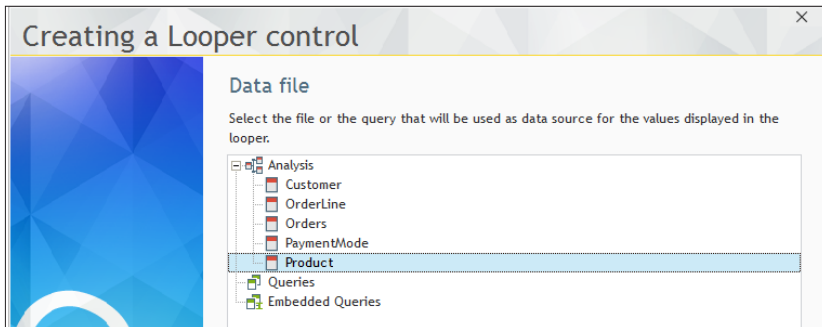 Creating a Looper control
Data file
Select the file or the query that will be used as data source for the values displayed in the
looper.
Analysis
Customer
OrderLine
Orders
PaymentMode
Product
Queries
Embedded Queries